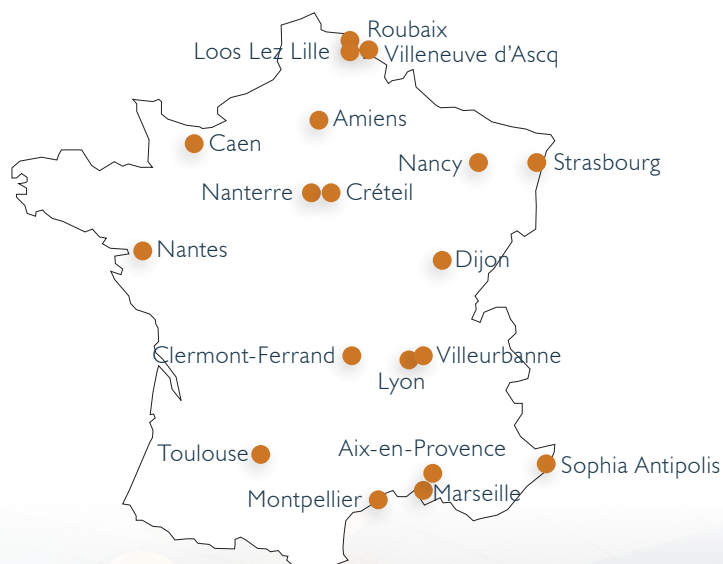 Roubaix
Loos Lez Lille
Villeneuve d’Ascq
Amiens
Caen
Nancy
Strasbourg
Nanterre
Créteil
Nantes
Dijon
Clermont-Ferrand
Villeurbanne
Lyon
Aix-en-Provence
Toulouse
Sophia Antipolis
Marseille
Montpellier